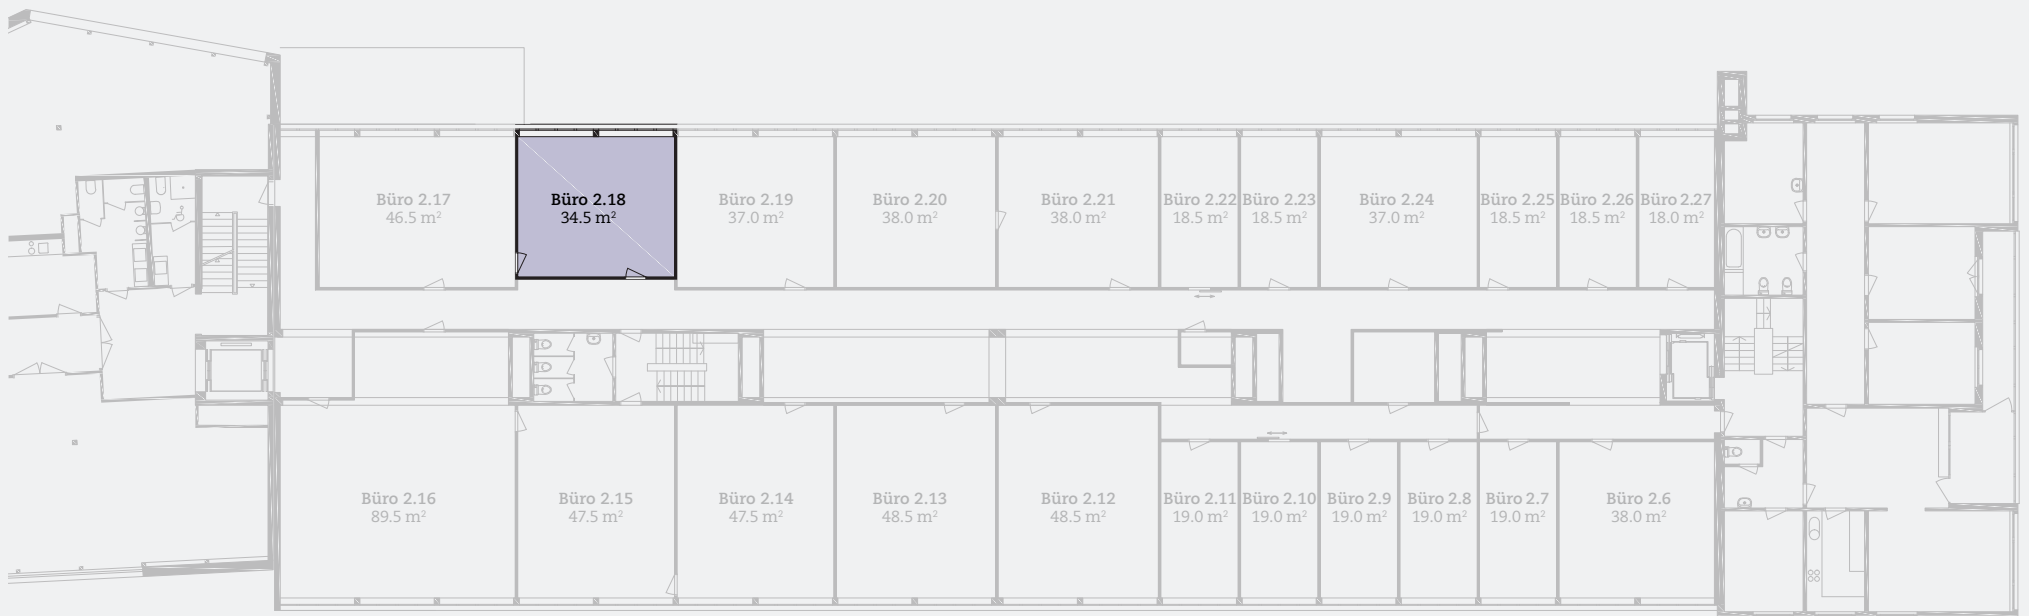 Büro 2.17
46.5 m²
Büro 2.18
34.5 m²
Büro 2.19
37.0 m²
Büro 2.20
38.0 m²
Büro 2.21
38.0 m²
Büro 2.22
18.5 m²
Büro 2.23
18.5 m²
Büro 2.24
37.0 m²
Büro 2.25
18.5 m²
Büro 2.26
18.5 m²
Büro 2.27
18.0 m²
Büro 2.16
89.5 m²
Büro 2.15
47.5 m²
Büro 2.14
47.5 m²
Büro 2.13
48.5 m²
Büro 2.12
48.5 m²
Büro 2.11
19.0 m²
Büro 2.10
19.0 m²
Büro 2.9
19.0 m²
Büro 2.8
19.0 m²
Büro 2.7
19.0 m²
Büro 2.6
38.0 m²